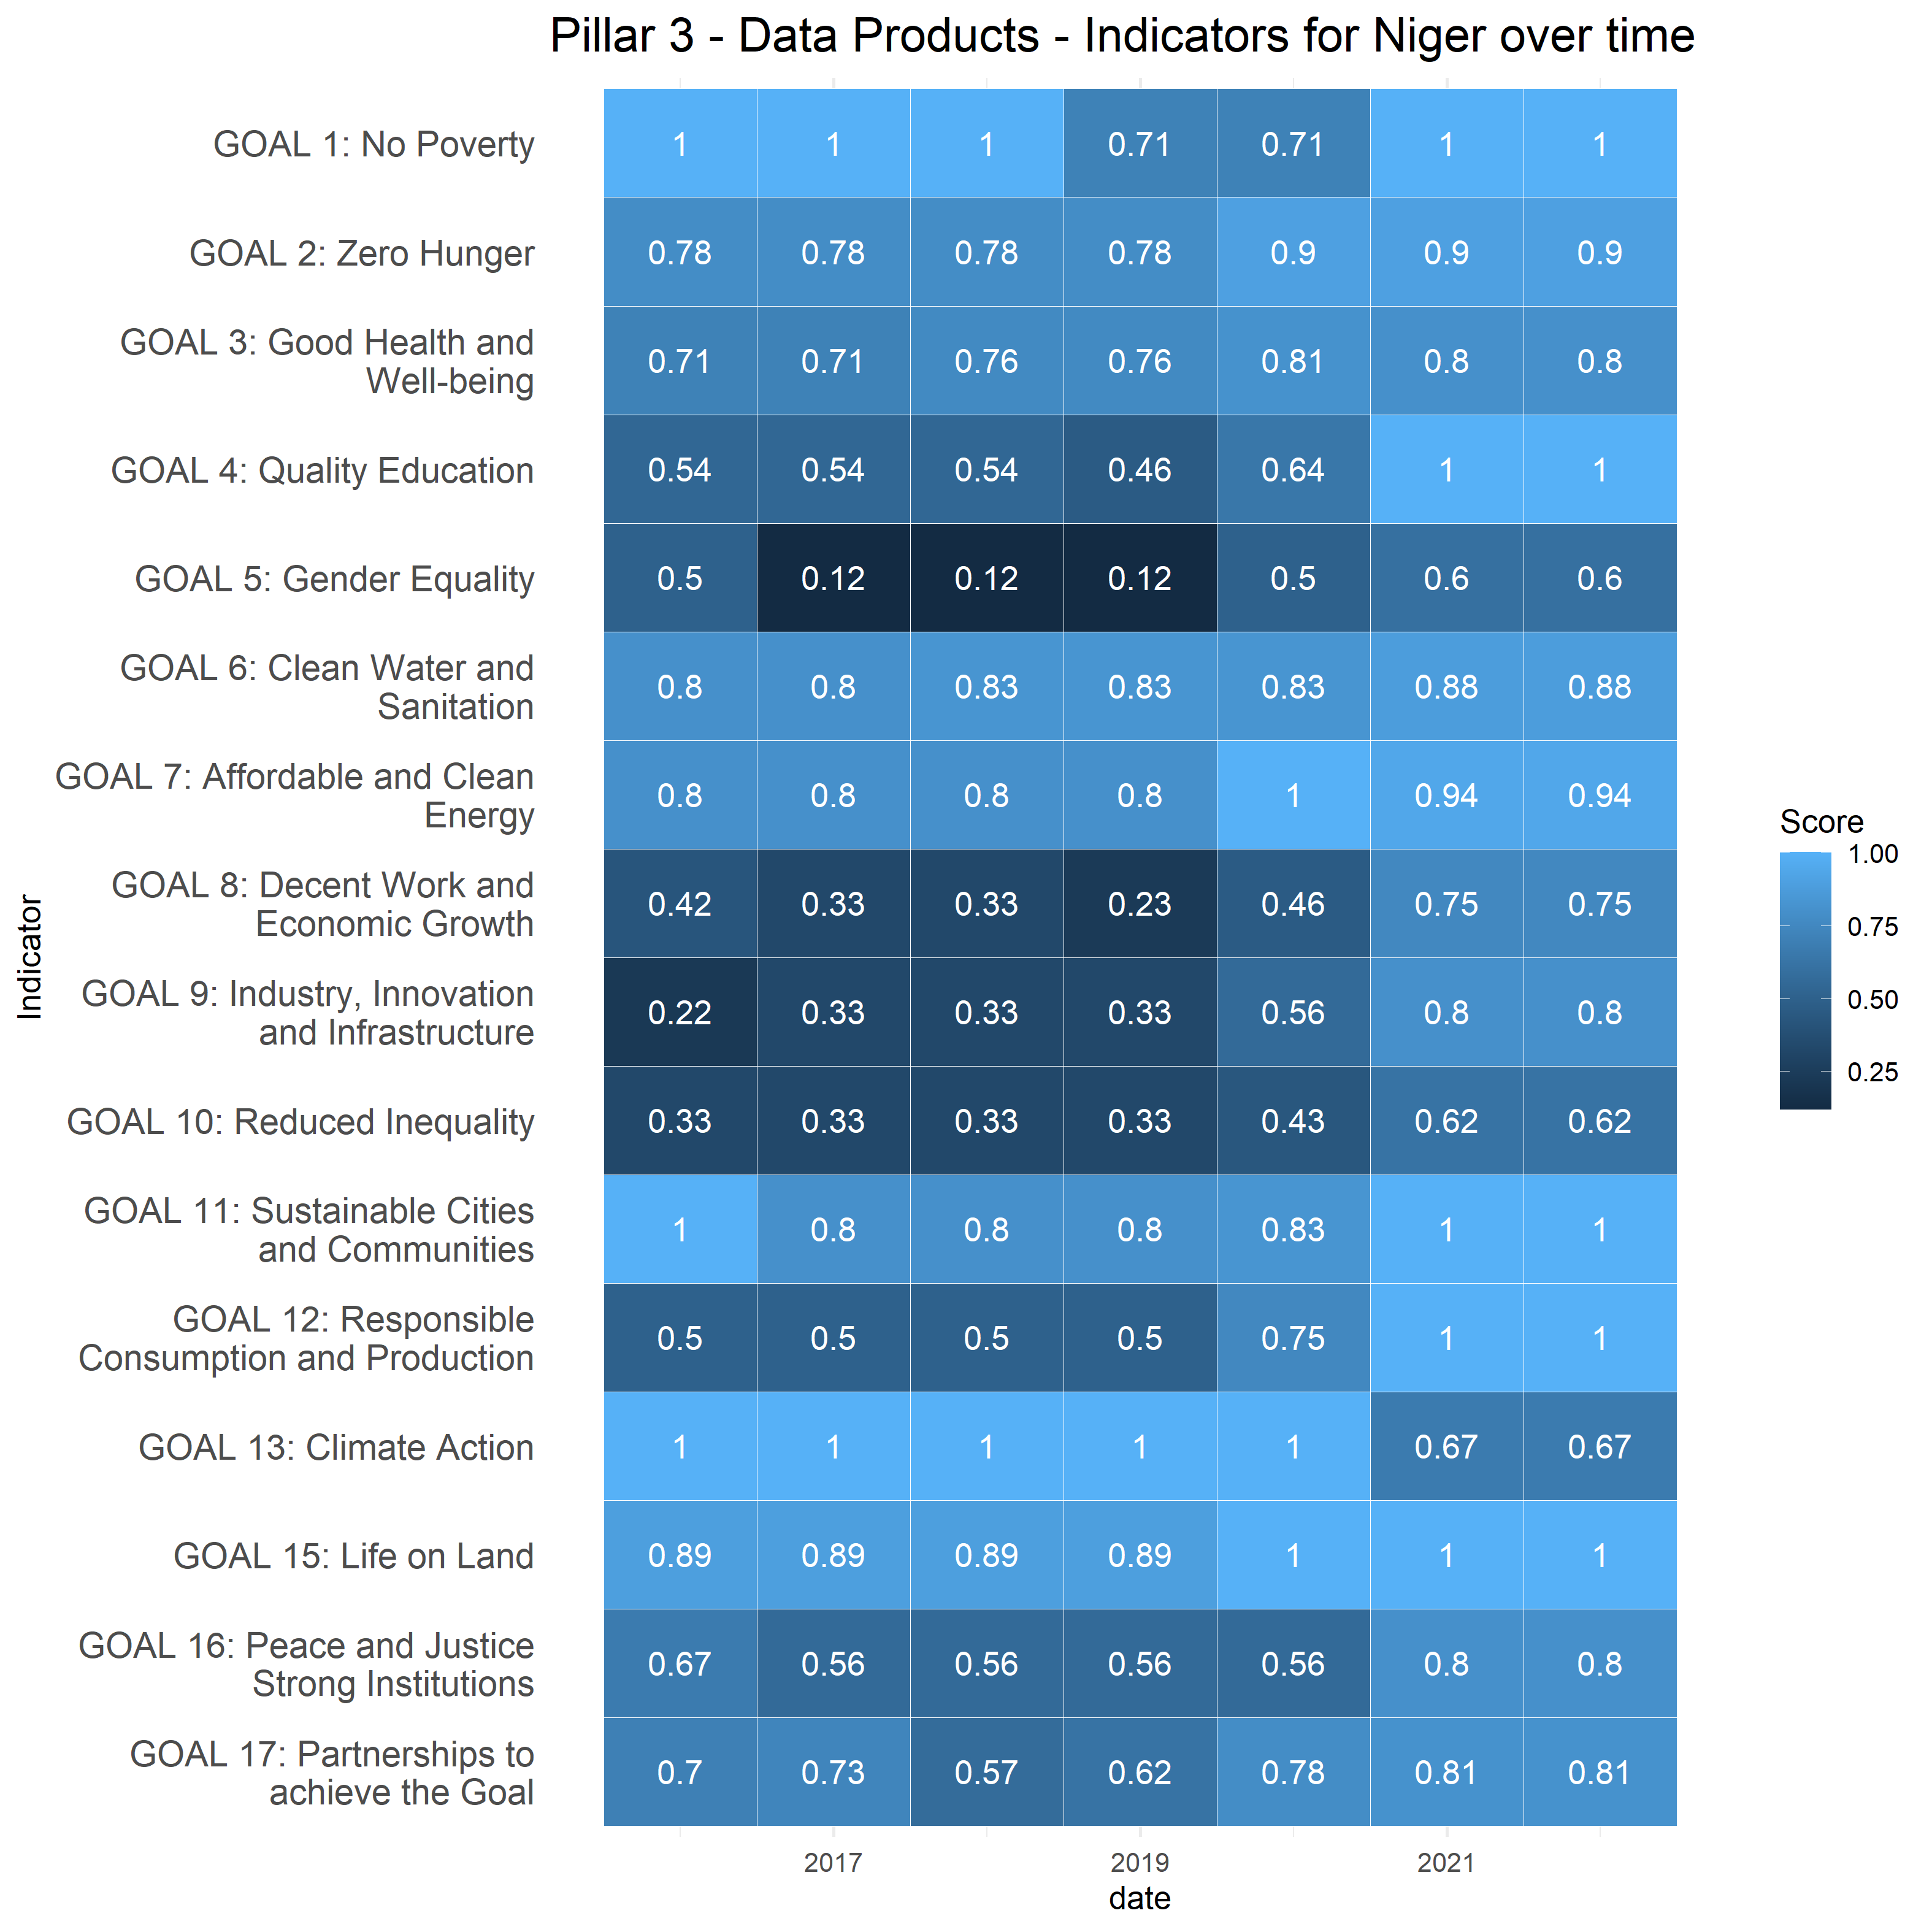 Pillar 3 - Data Products - Indicators for Niger over time
GOAL 1: No Poverty
1 1 1 0.71 0.71 1 1
GOAL 2: Zero Hunger
0.78 0.78 0.78 0.78 0.9 0.9 0.9
GOAL 3: Good Health and
Well-being
0.71 0.71 0.76 0.76 0.81 0.8 0.8
GOAL 4: Quality Education
0.54 0.54 0.54 0.46 0.64 1 1
GOAL 5: Gender Equality
0.5 0.12 0.12 0.12 0.5 0.6 0.6
GOAL 6: Clean Water and
Sanitation
0.8 0.8 0.83 0.83 0.83 0.88 0.88
GOAL 7: Affordable and Clean
Energy
0.8 0.8 0.8 0.8 1 0.94 0.94
GOAL 8: Decent Work and
Economic Growth
0.42 0.33 0.33 0.23 0.46 0.75 0.75
GOAL 9: Industry, Innovation
and Infrastructure
0.22 0.33 0.33 0.33 0.56 0.8 0.8
GOAL 10: Reduced Inequality
0.33 0.33 0.33 0.33 0.43 0.62 0.62
GOAL 11: Sustainable Cities
and Communities
1 0.8 0.8 0.8 0.83 1 1
GOAL 12: Responsible
Consumption and Production
0.5 0.5 0.5 0.5 0.75 1 1
GOAL 13: Climate Action
1 1 1 1 1 0.67 0.67
GOAL 15: Life on Land
0.89 0.89 0.89 0.89 1 1 1
GOAL 16: Peace and Justice
Strong Institutions
0.67 0.56 0.56 0.56 0.56 0.8 0.8
GOAL 17: Partnerships to
achieve the Goal
0.7 0.73 0.57 0.62 0.78 0.81 0.81
2017 2019 2021
date
Indicator
Score
1.00
0.75
0.50
0.25